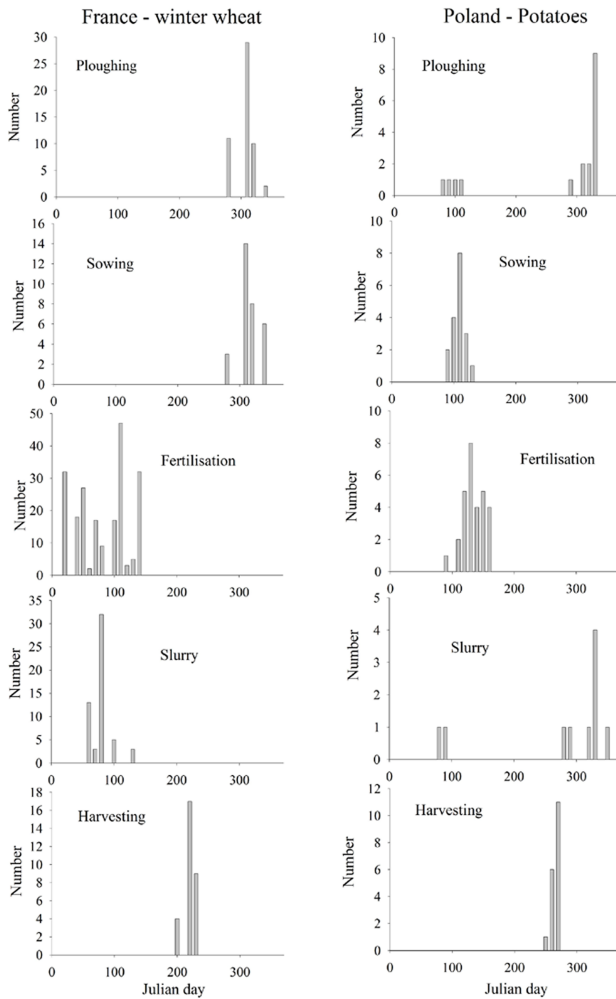 France - winter wheat
Poland - Potatoes
Ploughing
Number
30
25
20
15
10
5
0
0 100 200 300
Ploughing
Number
10
8
6
4
2
0
0 100 200 300
Sowing
Number
16
14
12
10
8
6
4
2
0
0 100 200 300
Sowing
Number
10
8
6
4
2
0
0 100 200 300
Fertilisation
Number
50
40
30
20
10
0
0 100 200 300
Fertilisation
Number
10
8
6
4
2
0
0 100 200 300
Slurry
Number
35
30
25
20
15
10
5
0
0 100 200 300
Slurry
Number
5
4
3
2
1
0
0 100 200 300
Harvesting
Number
18
16
14
12
10
8
6
4
2
0
0 100 200 300
Julian day
Harvesting
Number
12
10
8
6
4
2
0
0 100 200 300
Julian day